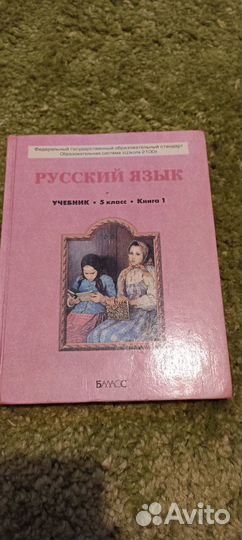 Федеральный государственный образовательный стандарт
Образовательная система «Школа 2100»
РУССКИЙ ЯЗЫК
УЧЕБНИК • 5 класс • Книга 1
БАЛАСС
Avito